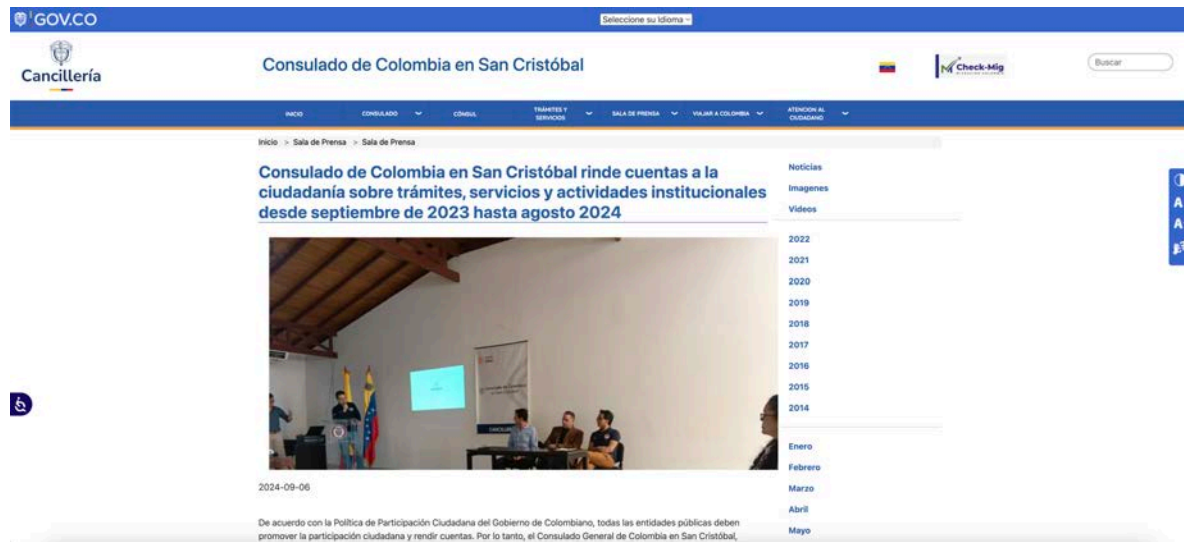 GOV.CO
Seleccione su Idioma
Cancillería
Consulado de Colombia en San Cristóbal
Check-Mig
Buscar
INICIO
CONSULADO
CÓNSUL
TRÁMITES Y
SERVICIOS
SALA DE PRENSA
VIAJAR A COLOMBIA
ATENCION AL
CIUDADANO
Inicio > Sala de Prensa > Sala de Prensa
Consulado de Colombia en San Cristóbal rinde cuentas a la
ciudadanía sobre trámites, servicios y actividades institucionales
desde septiembre de 2023 hasta agosto 2024
2024-09-06
De acuerdo con la Política de Participación Ciudadana del Gobierno de Colombiano, todas las entidades públicas deben
promover la participación ciudadana y rendir cuentas. Por lo tanto, el Consulado General de Colombia en San Cristóbal,
Noticias
Imagenes
Videos
2022
2021
2020
2019
2018
2017
2016
2015
2014
Enero
Febrero
Marzo
Abril
Mayo
A
A